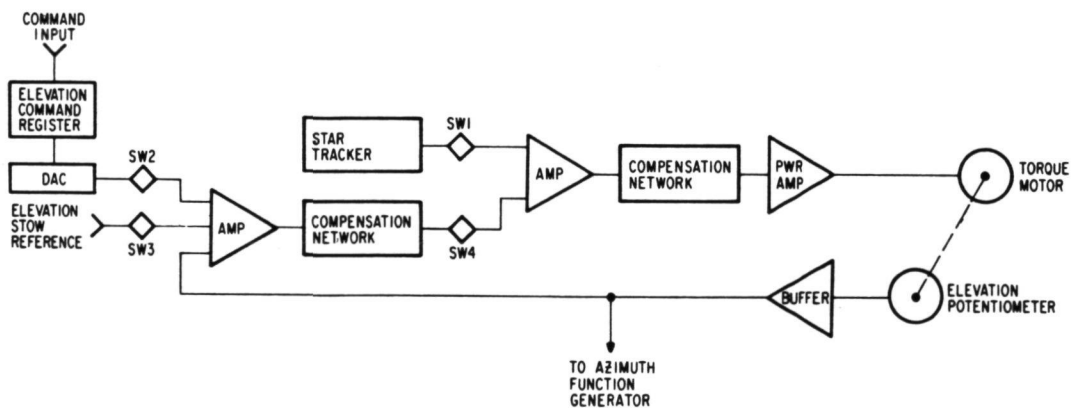 COMMAND
INPUT
ELEVATION
COMMAND
REGISTER
DAC
SW2
ELEVATION
STOW
REFERENCE
SW3
AMP
STAR
TRACKER
SW1
COMPENSATION
NETWORK
SW4
AMP
COMPENSATION
NETWORK
PWR
AMP
TORQUE
MOTOR
BUFFER
ELEVATION
POTENTIOMETER
TO AZIMUTH
FUNCTION
GENERATOR